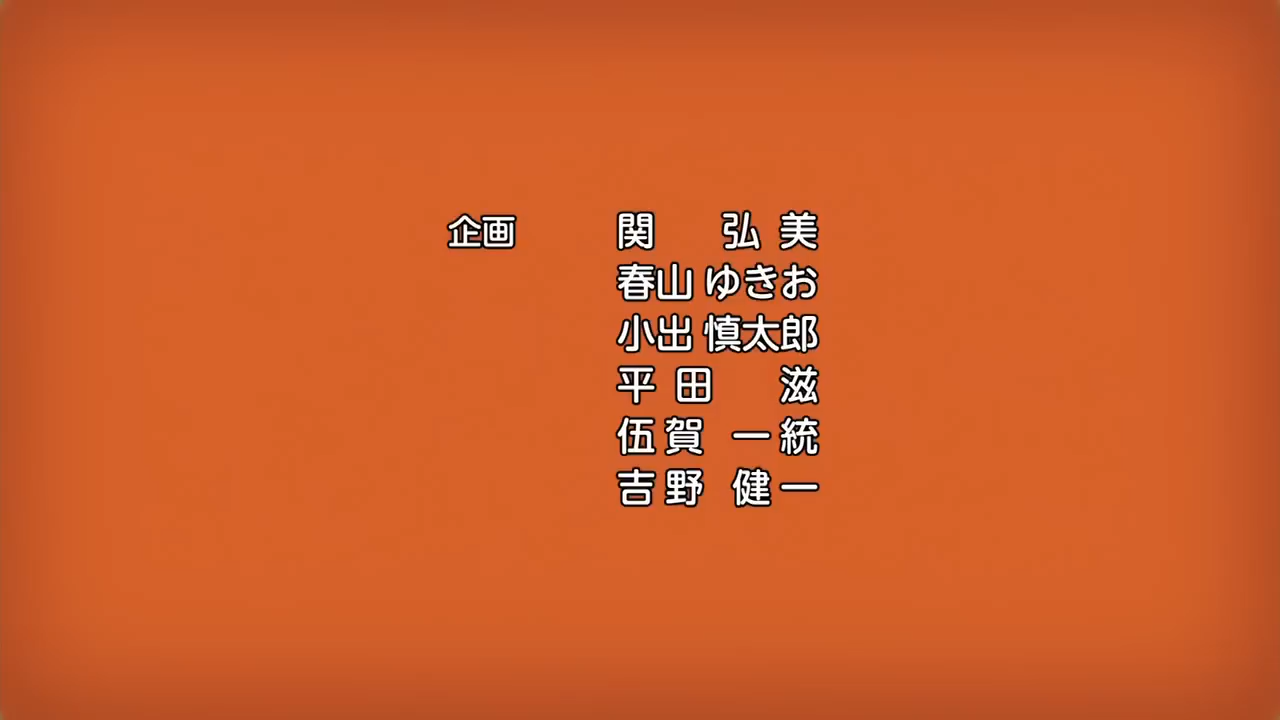 企画 関 弘美
春山 ゆきお
小出 慎太郎
平田 滋
伍賀 一統
吉野 健一